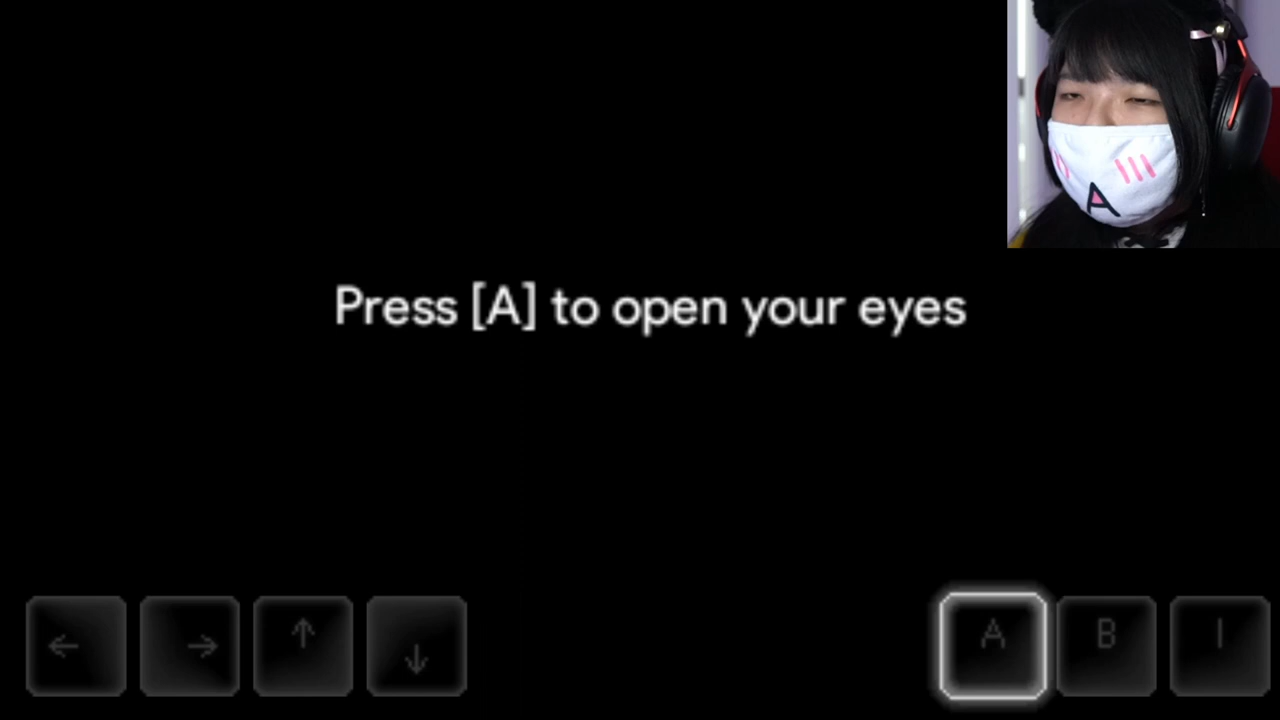 Press [A] to open your eyes
← → ↑ ↓ A B I
A